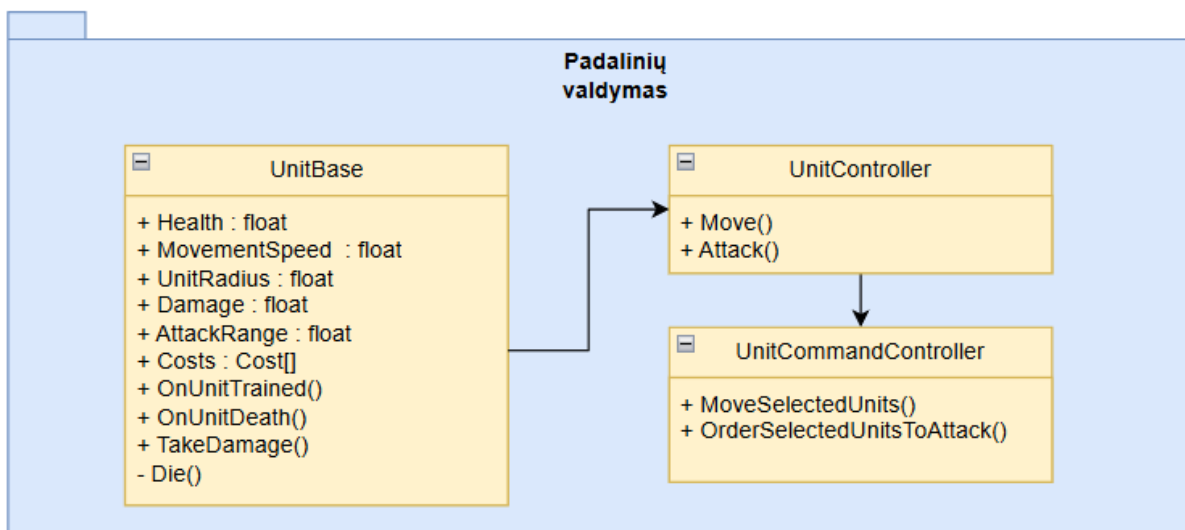 Padalinių
valdymas
UnitBase
+ Health : float
+ MovementSpeed : float
+ UnitRadius : float
+ Damage : float
+ AttackRange : float
+ Costs : Cost[]
+ OnUnitTrained()
+ OnUnitDeath()
+ TakeDamage()
- Die()
UnitController
+ Move()
+ Attack()
UnitCommandController
+ MoveSelectedUnits()
+ OrderSelectedUnitsToAttack()